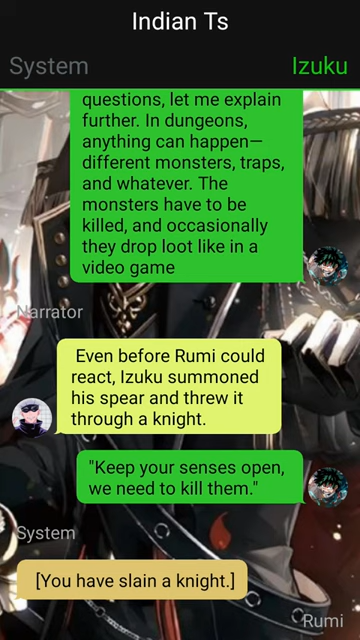 Indian Ts
System Izuku
questions, let me explain
further. In dungeons,
anything can happen—
different monsters, traps,
and whatever. The
monsters have to be
killed, and occasionally
they drop loot like in a
video game
Narrator
Even before Rumi could
react, Izuku summoned
his spear and threw it
through a knight.
"Keep your senses open,
we need to kill them."
System
[You have slain a knight.]
Rumi